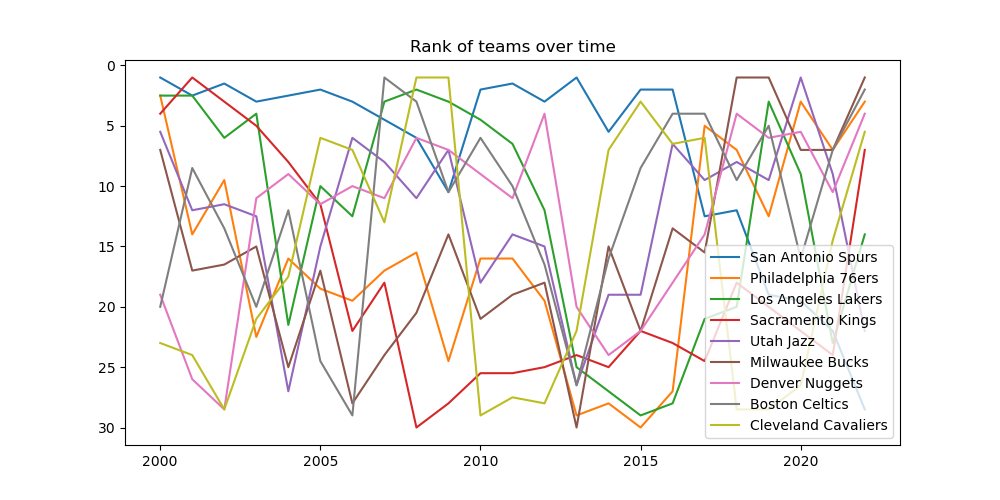 Rank of teams over time
0
5
10
15
20
25
30
2000
2005
2010
2015
2020
San Antonio Spurs
Philadelphia 76ers
Los Angeles Lakers
Sacramento Kings
Utah Jazz
Milwaukee Bucks
Denver Nuggets
Boston Celtics
Cleveland Cavaliers